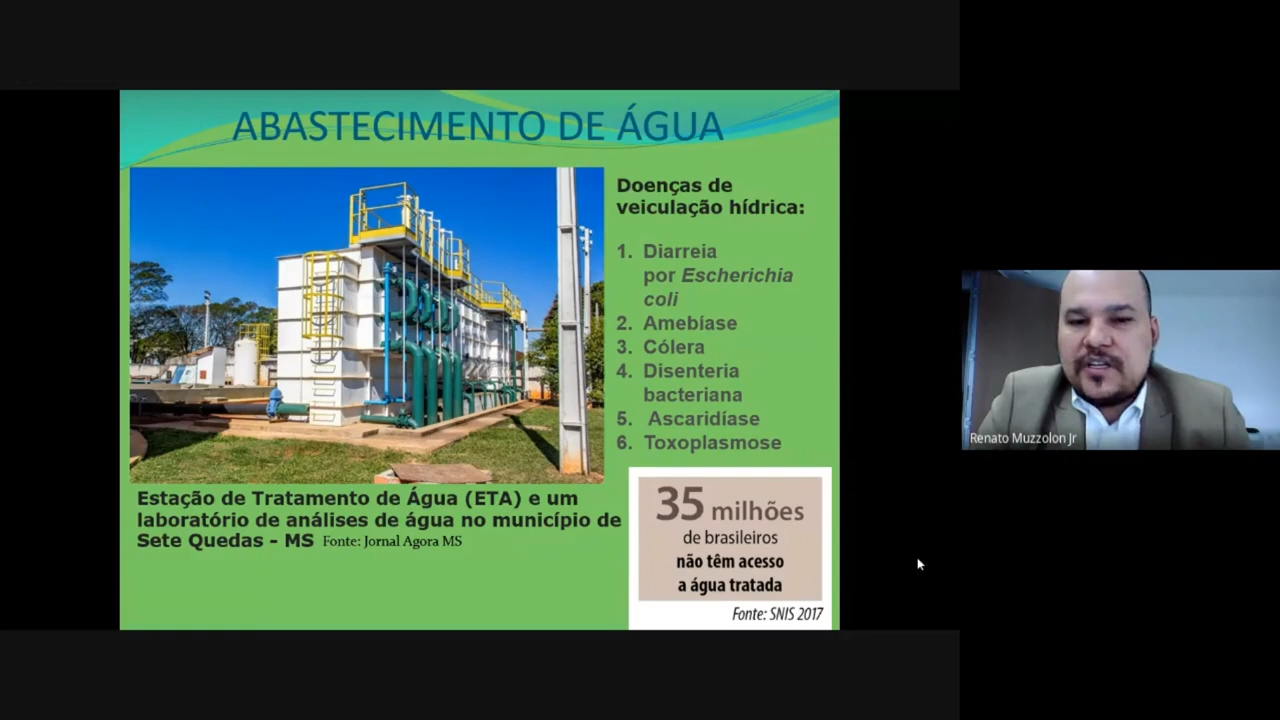 ABASTECIMENTO DE ÁGUA
Doenças de
veiculação hídrica:
1. Diarreia
por Escherichia
coli
2. Amebíase
3. Cólera
4. Disenteria
bacteriana
5. Ascaridíase
6. Toxoplasmose
Estação de Tratamento de Água (ETA) e um
laboratório de análises de água no município de
Sete Quedas - MS Fonte: Jornal Agora MS
35 milhões
de brasileiros
não têm acesso
a água tratada
Fonte: SNIS 2017
Renato Muzzolon Jr